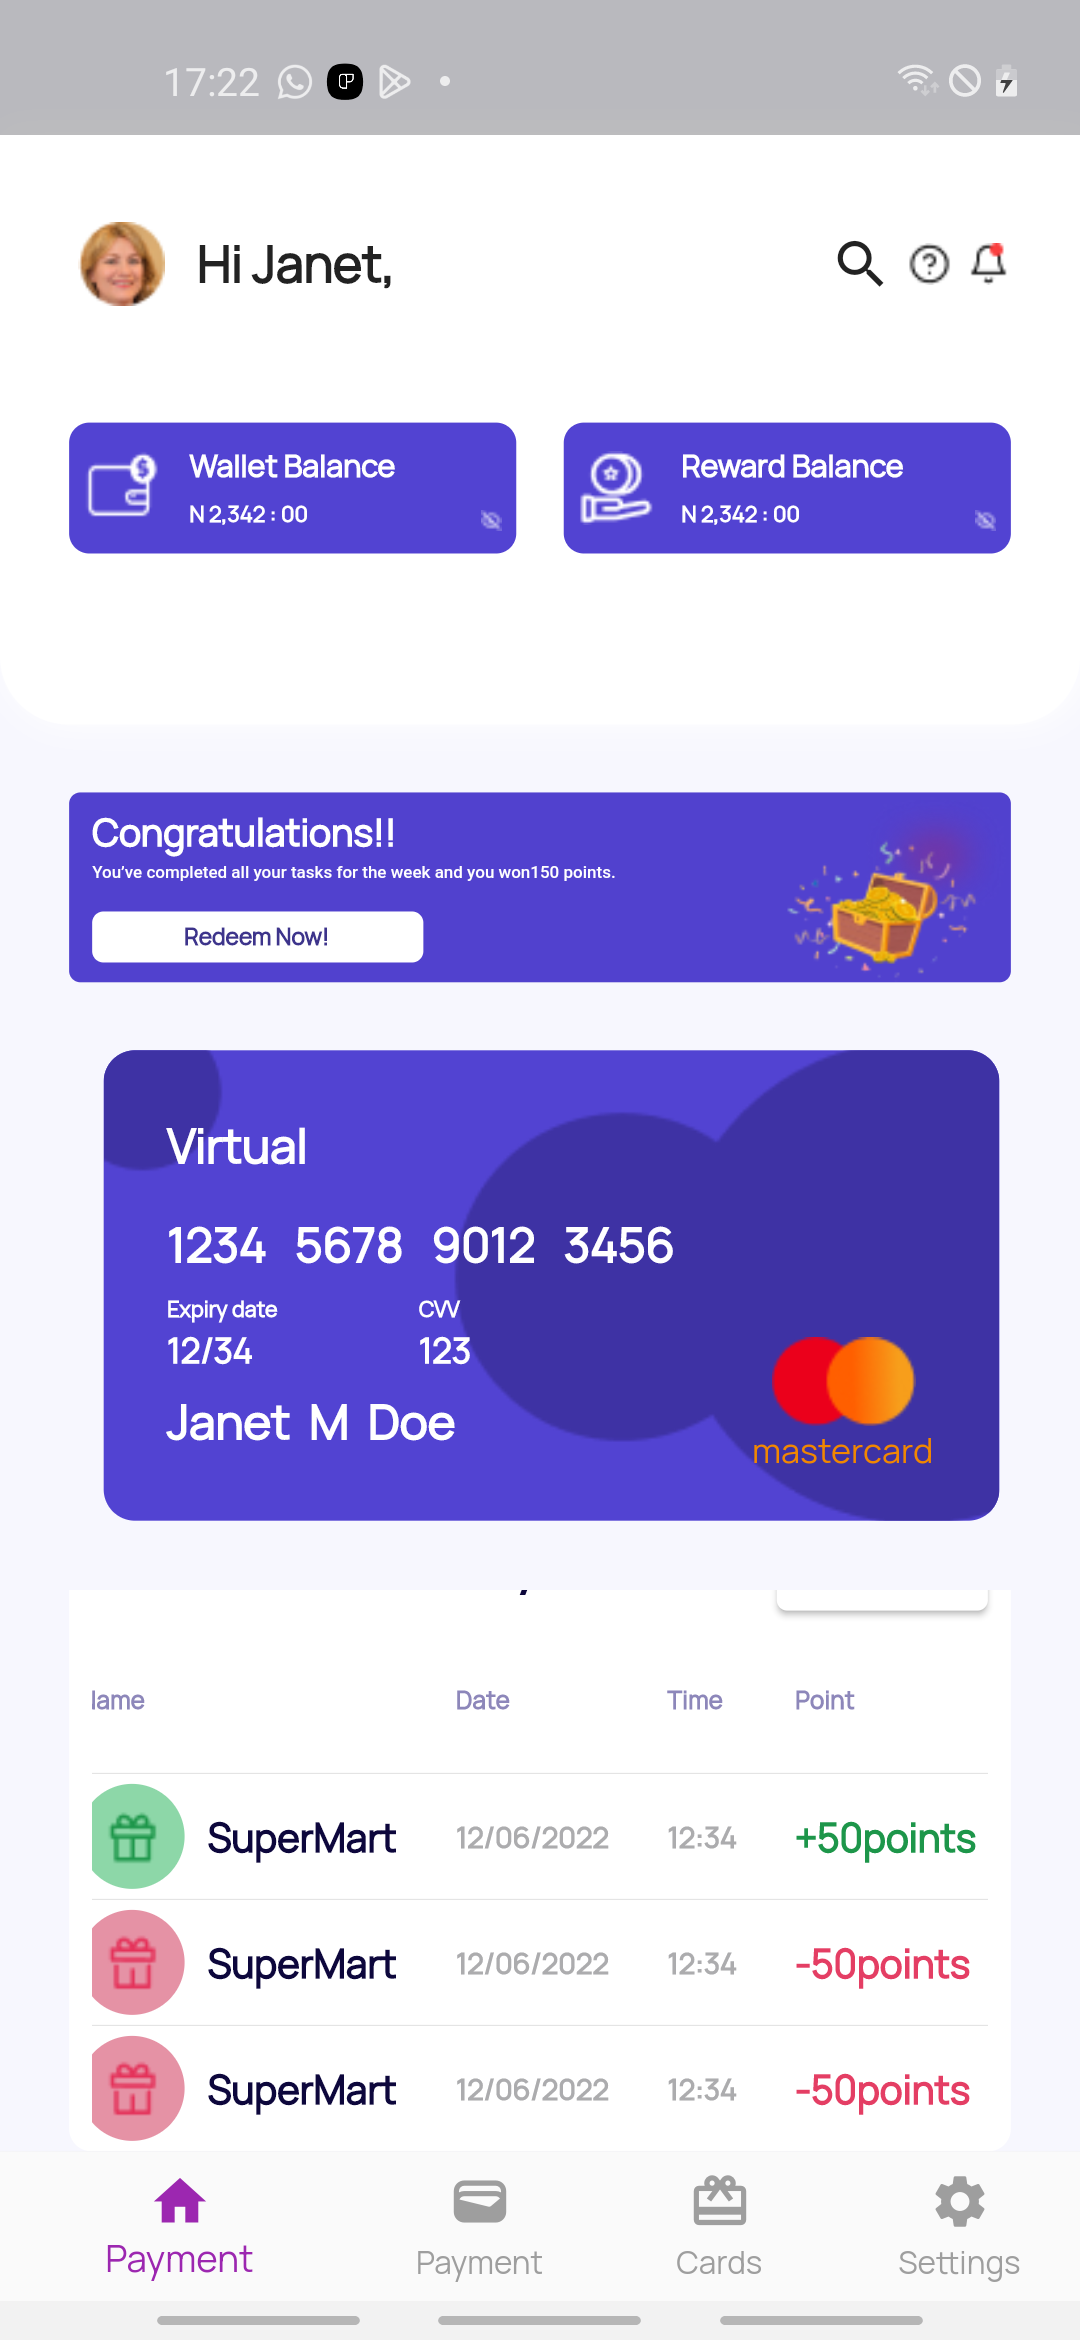 17:22
Hi Janet,
Wallet Balance
N 2,342 : 00
Reward Balance
N 2,342 : 00
Congratulations!!
You've completed all your tasks for the week and you won150 points.
Redeem Now!
Virtual
1234 5678 9012 3456
Expiry date CVV
12/34 123
Janet M Doe
mastercard
lame Date Time Point
SuperMart 12/06/2022 12:34 +50points
SuperMart 12/06/2022 12:34 -50points
SuperMart 12/06/2022 12:34 -50points
Payment Payment Cards Settings